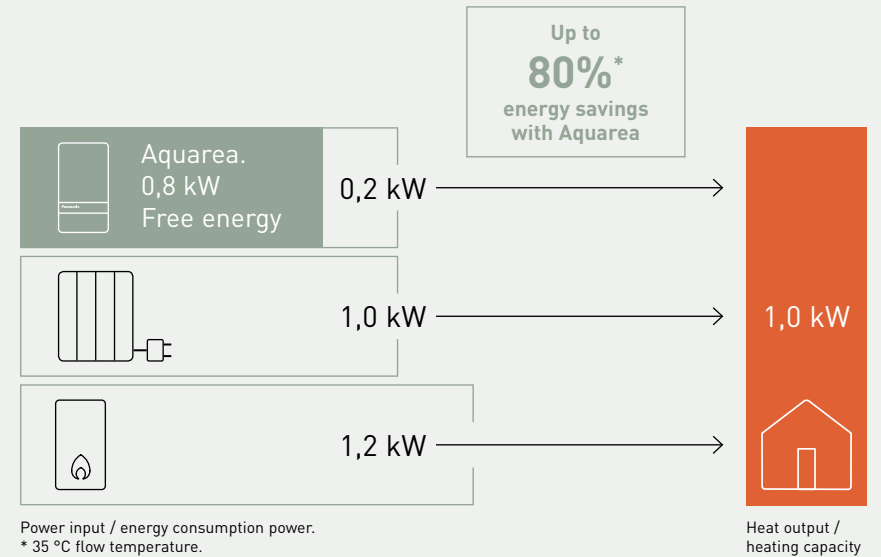 Up to
80%*
energy savings
with Aquarea
Aquarea.
0,8 kW
Free energy
0,2 kW
1,0 kW
1,0 kW
1,2 kW
Power input / energy consumption power.
* 35 °C flow temperature.
Heat output /
heating capacity